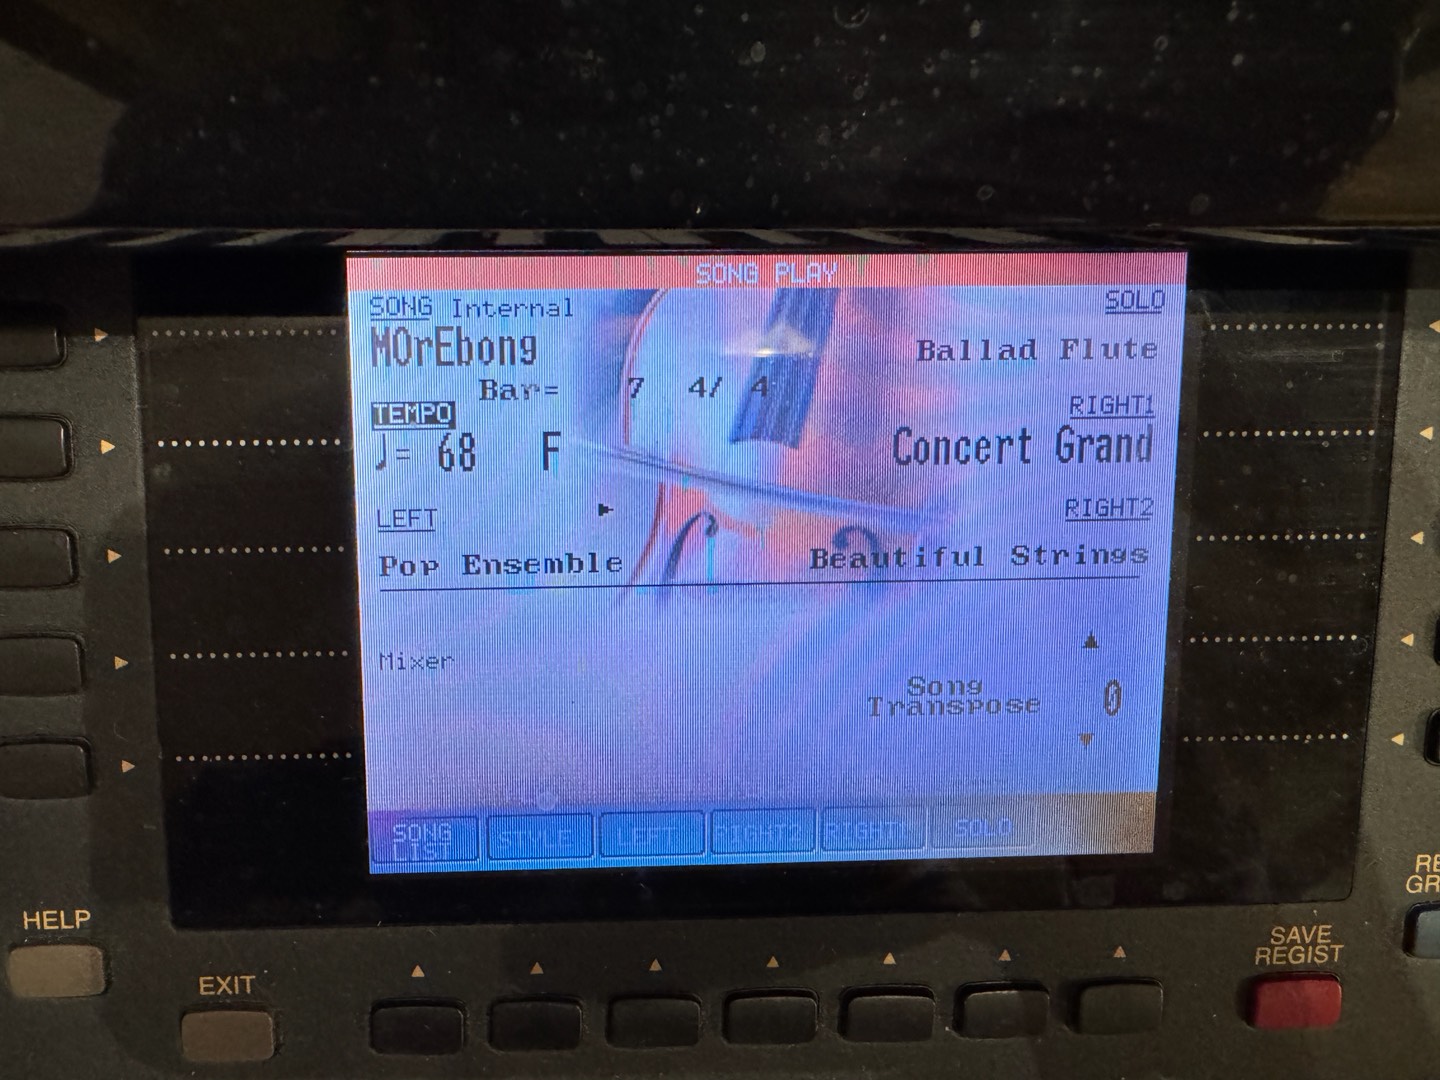 SONG PLAY
SONG Internal
SOLO
MOrEbong
Ballad Flute
Bar= 7 4/ 4
TEMPO
RIGHT1
♩= 68 F
Concert Grand
LEFT
RIGHT2
Pop Ensemble
Beautiful Strings
Mixer
Song
Transpose
0
SONG
LIST
STYLE
LEFT
RIGHT2
SOLO
HELP
EXIT
SAVE
REGIST